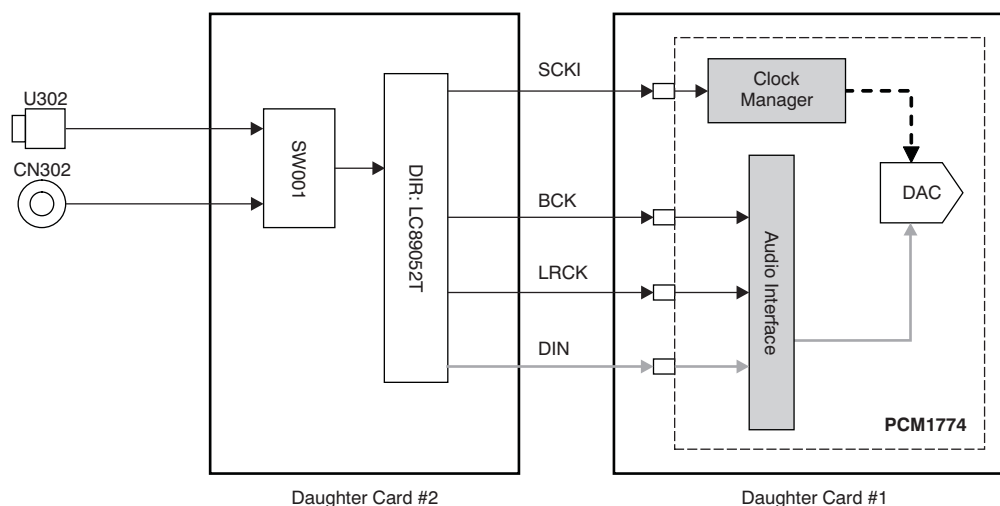 U302
CN302
SW001
DIR: LC89052T
SCKI
BCK
LRCK
DIN
Clock
Manager
Audio Interface
DAC
PCM1774
Daughter Card #2
Daughter Card #1